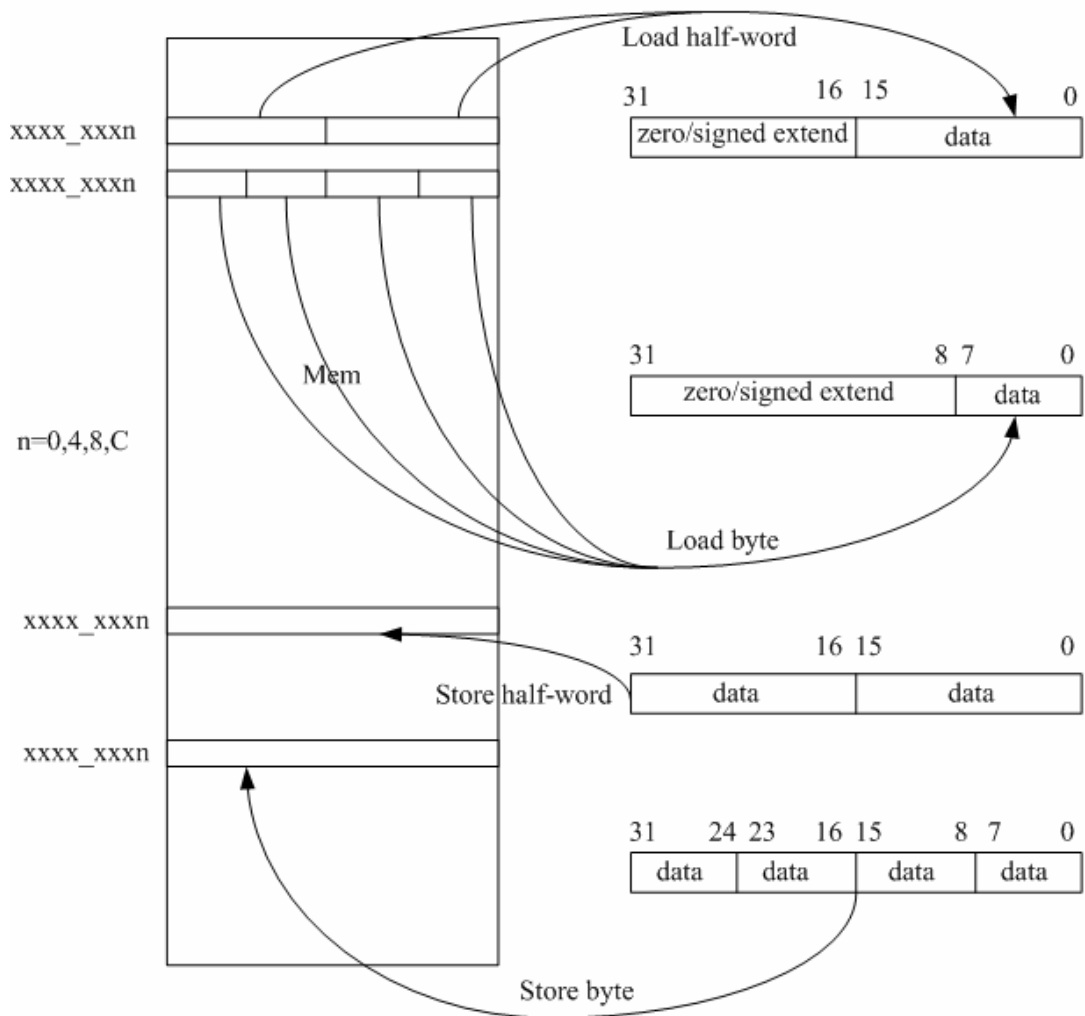 Load half-word
31 16 15 0
xxxx_xxxn
zero/signed extend data
xxxx_xxxn
Mem
31 8 7 0
zero/signed extend data
n=0,4,8,C
Load byte
xxxx_xxxn
31 16 15 0
Store half-word
data data
xxxx_xxxn
31 24 23 16 15 8 7 0
data data data data
Store byte